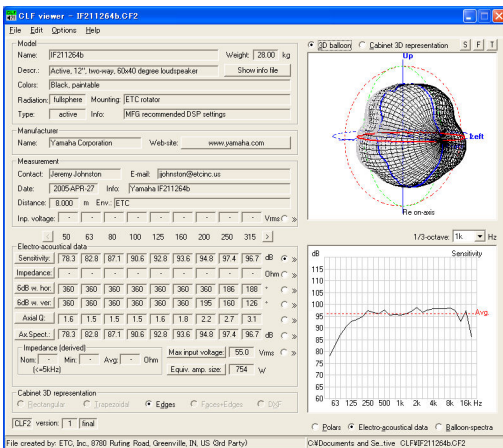 CLF viewer - IF211264b.CF2
File Edit Options Help
Model
Name: IF211264b Weight: 28.00 kg
Descr.: Active, 12", two-way, 60x40 degree loudspeaker Show info file
Colors: Black, paintable
Radiation: fullsphere Mounting: ETC rotator
Type: active Info: MFG recommended DSP settings
Manufacturer
Name: Yamaha Corporation Web-site: www.yamaha.com
Measurement
Contact: Jeremy Johnston E-mail: jjohnston@etcinc.us
Date: 2005-APR-27 Info: Yamaha IF211264b
Distance: 8.000 m Env.: ETC
Inp. voltage: - - - - - - - - - Vrms »
< 50 63 80 100 125 160 200 250 315 >
Electro-acoustical data
Sensitivity: 78.3 82.8 87.1 90.6 92.8 93.6 94.8 97.4 96.7 dB »
Impedance: - - - - - - - - - Ohm »
6dB w. hor: 360 360 360 360 360 360 360 186 188 ° »
6dB w. ver: 360 360 360 360 360 360 195 160 126 ° »
Axial Q: 1.6 1.5 1.5 1.5 1.6 1.8 2.2 2.7 3.1 »
Ax.Spect.: 78.3 82.8 87.1 90.6 92.8 93.6 94.8 97.4 96.7 dB »
Impedance (derived)
Nom: - Min: - Avg: - Ohm
(<=5kHz)
Max input voltage: 55.0 Vrms »
Equiv. amp. size: 754 W
Cabinet 3D representation
Rectangular Trapezoidal Edges Faces+Edges DXF
CLF2 version: 1 final
3D balloon Cabinet 3D representation S F T
Up
Left
Re on-axis
1/3-octave: 1k Hz
dB Sensitivity
115
110
105
100
95 Avg.
90
85
80
75
70
65
60
63 125 250 500 1k 2k 4k 8k 16k
Polars Electro-acoustical data Balloon-spectra
File created by: ETC, Inc., 8780 Rufing Road, Greenville, IN, US (3rd Party) C:\Documents and Se..tive CLF\IF211264b.CF2